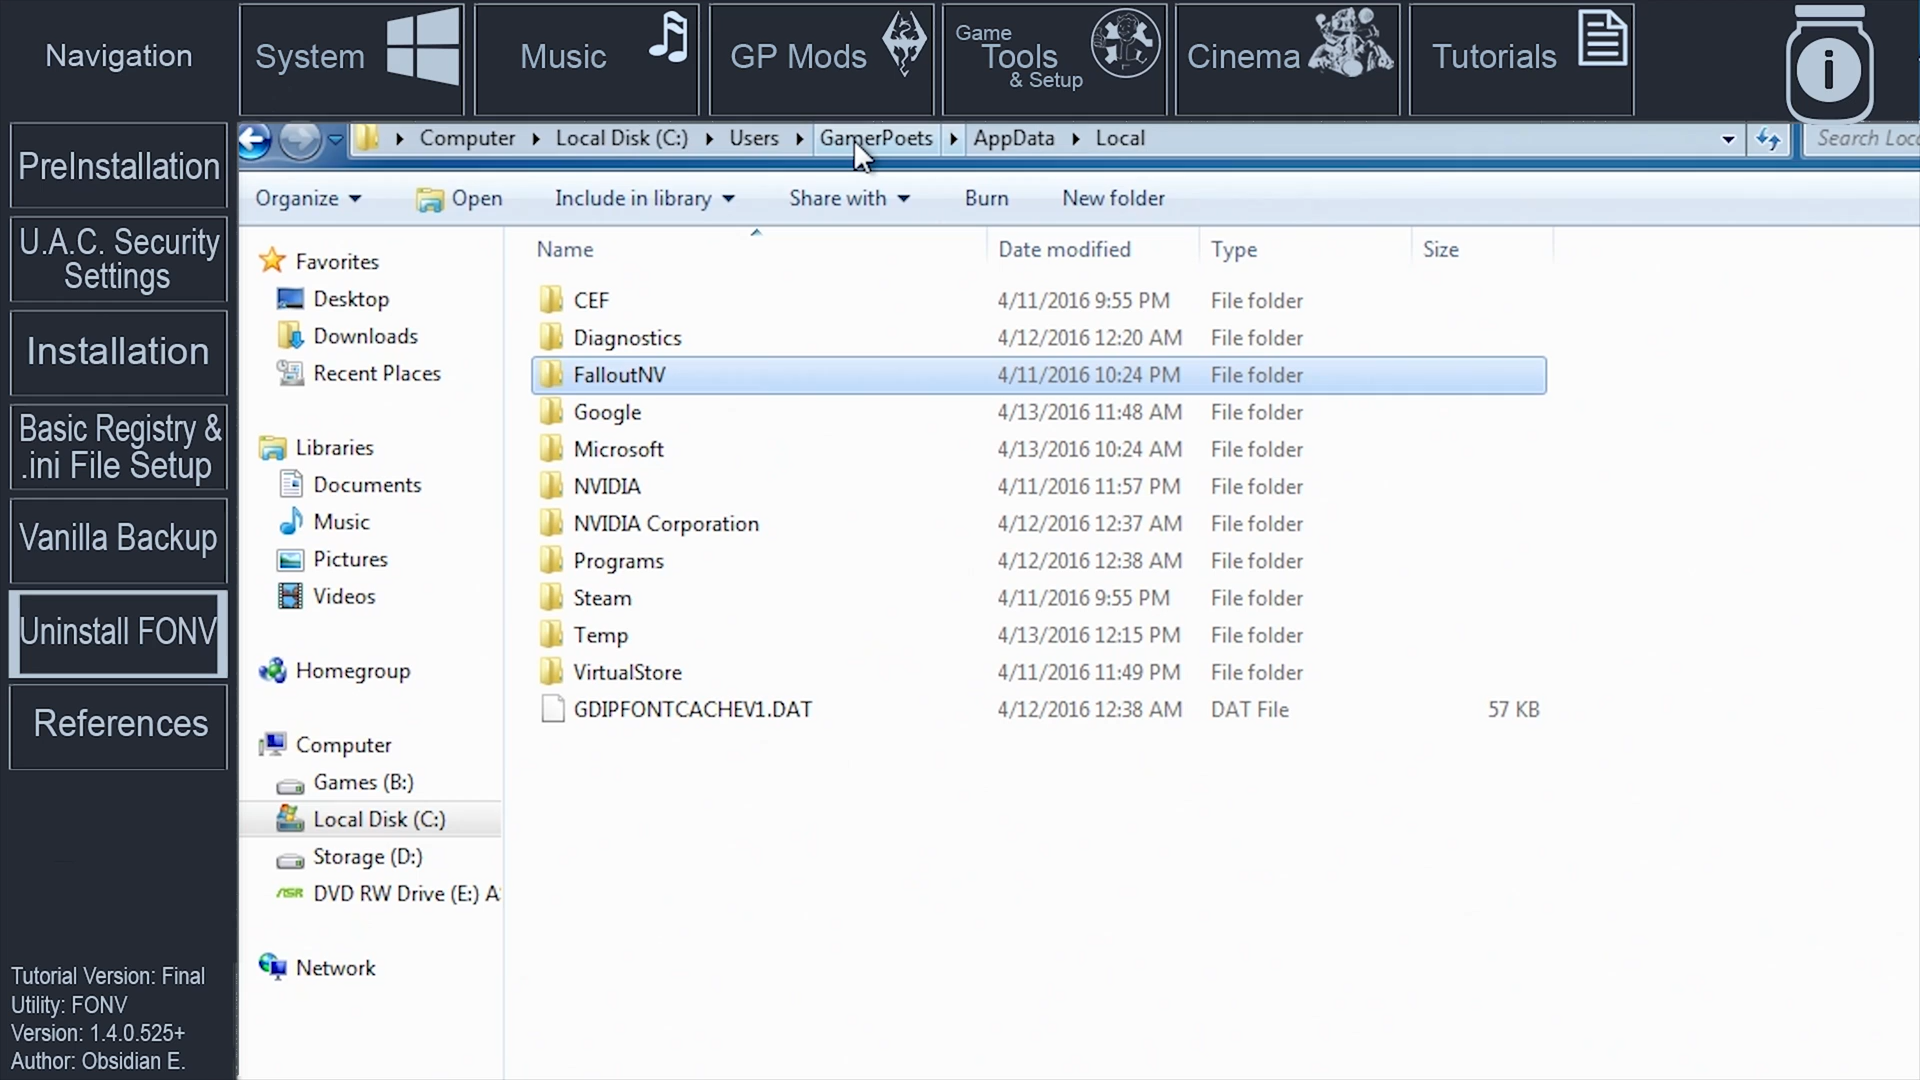 Navigation
System
Music
GP Mods
Game
Tools
& Setup
Cinema
Tutorials
PreInstallation
U.A.C. Security
Settings
Installation
Basic Registry &
.ini File Setup
Vanilla Backup
Uninstall FONV
References
Tutorial Version: Final
Utility: FONV
Version: 1.4.0.525+
Author: Obsidian E.
Computer Local Disk (C:) Users GamerPoets AppData Local
Search Loc
Organize Open Include in library Share with Burn New folder
Favorites
Desktop
Downloads
Recent Places
Libraries
Documents
Music
Pictures
Videos
Homegroup
Computer
Games (B:)
Local Disk (C:)
Storage (D:)
DVD RW Drive (E:) A
Network
Name Date modified Type Size
CEF 4/11/2016 9:55 PM File folder
Diagnostics 4/12/2016 12:20 AM File folder
FalloutNV 4/11/2016 10:24 PM File folder
Google 4/13/2016 11:48 AM File folder
Microsoft 4/13/2016 10:24 AM File folder
NVIDIA 4/11/2016 11:57 PM File folder
NVIDIA Corporation 4/12/2016 12:37 AM File folder
Programs 4/12/2016 12:38 AM File folder
Steam 4/11/2016 9:55 PM File folder
Temp 4/13/2016 12:15 PM File folder
VirtualStore 4/11/2016 11:49 PM File folder
GDIPFONTCACHEV1.DAT 4/12/2016 12:38 AM DAT File 57 KB